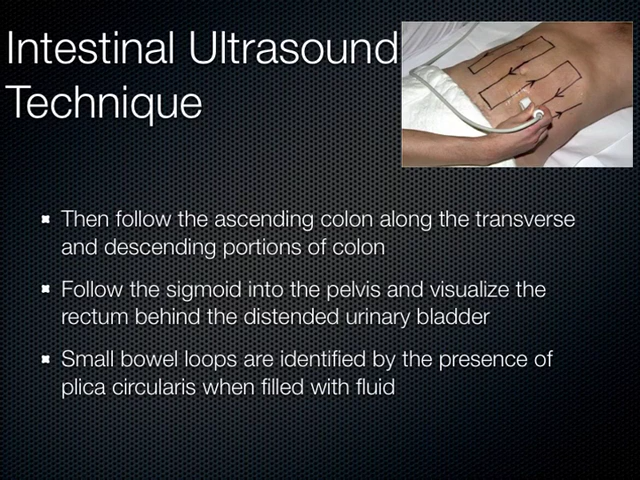 Intestinal Ultrasound
Technique
Then follow the ascending colon along the transverse
and descending portions of colon
Follow the sigmoid into the pelvis and visualize the
rectum behind the distended urinary bladder
Small bowel loops are identified by the presence of
plica circularis when filled with fluid